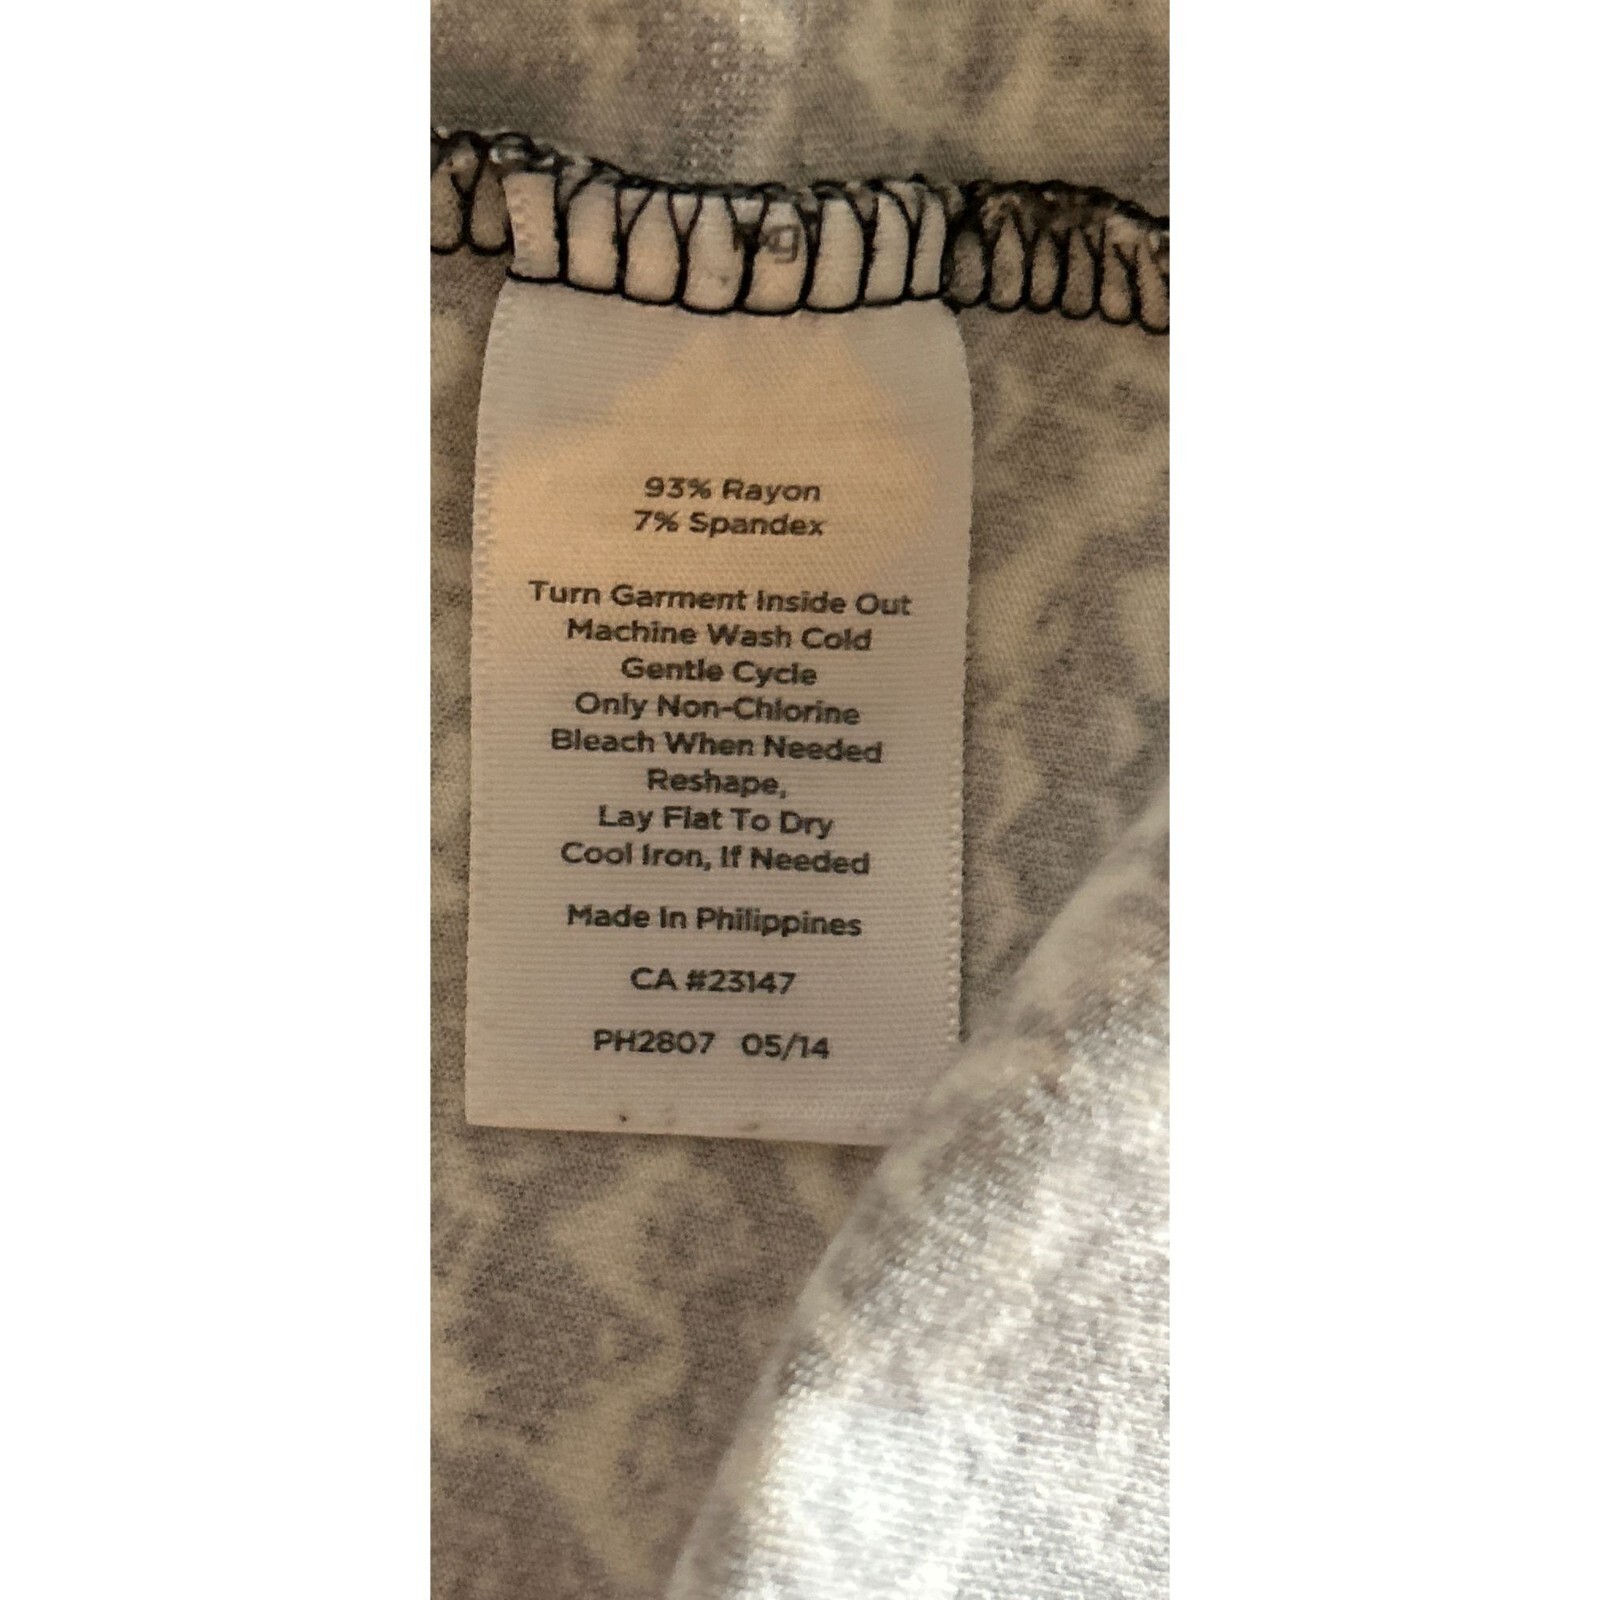 93% Rayon
7% Spandex
Turn Garment Inside Out
Machine Wash Cold
Gentle Cycle
Only Non-Chlorine
Bleach When Needed
Reshape,
Lay Flat To Dry
Cool Iron, If Needed
Made In Philippines
CA #23147
PH2807 05/14